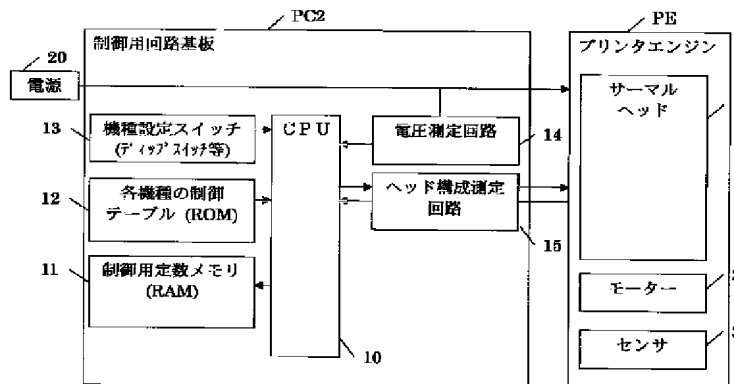 PC2
PE
制御用回路基板
プリンタエンジン
20
電源
サーマル
ヘッド
13
機種設定スイッチ
(ディップスイッチ等)
CPU
電圧測定回路
14
12
各機種の制御
テーブル (ROM)
ヘッド構成測定
回路
15
11
制御用定数メモリ
(RAM)
モーター
センサ
10